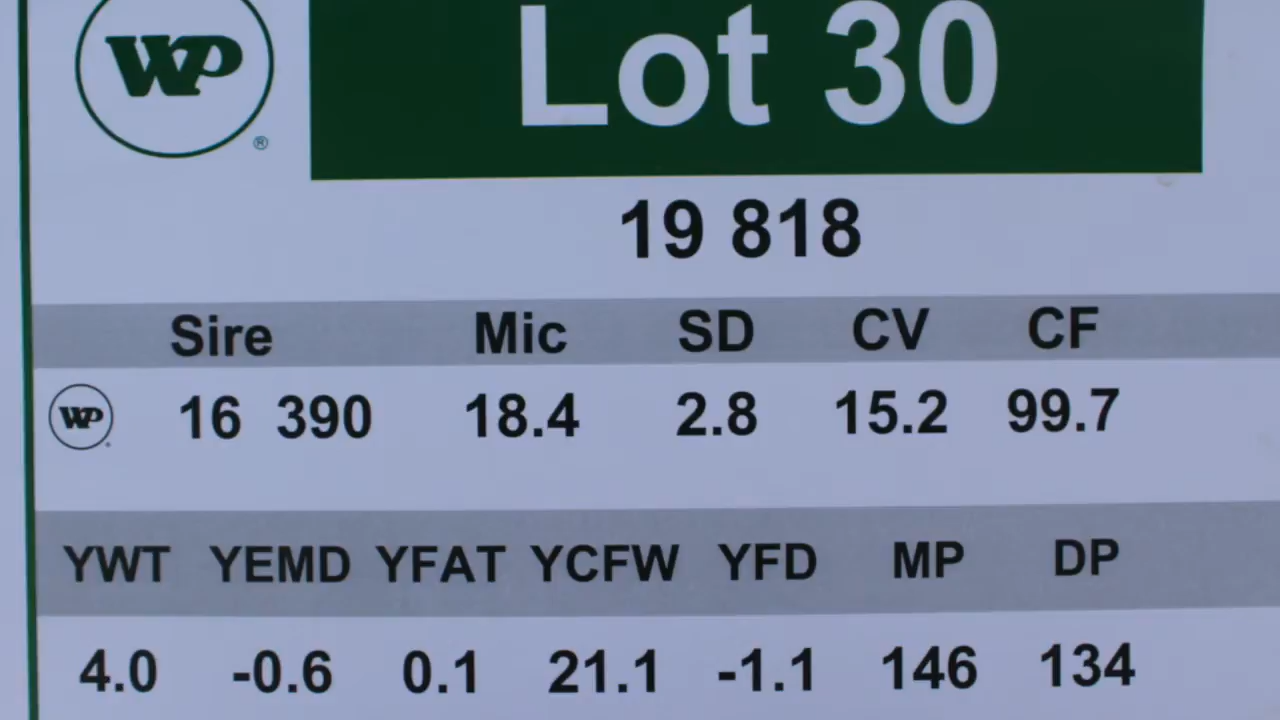 WP
®
Lot 30
19 818
Sire Mic SD CV CF
WP 16 390 18.4 2.8 15.2 99.7
YWT YEMD YFAT YCFW YFD MP DP
4.0 -0.6 0.1 21.1 -1.1 146 134